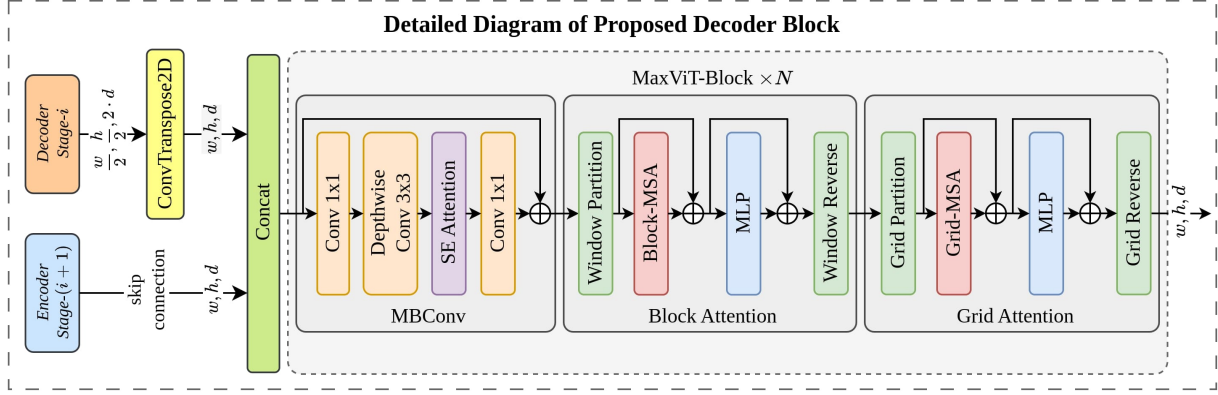 Detailed Diagram of Proposed Decoder Block
Decoder
Stage-i
w/2, h/2, 2 · d
ConvTranspose2D
w, h, d
Encoder
Stage-(i + 1)
skip
connection
w, h, d
Concat
MaxViT-Block ×N
Conv 1x1
Depthwise
Conv 3x3
SE Attention
Conv 1x1
MBConv
Window Partition
Block-MSA
MLP
Window Reverse
Block Attention
Grid Partition
Grid-MSA
MLP
Grid Reverse
Grid Attention
w, h, d